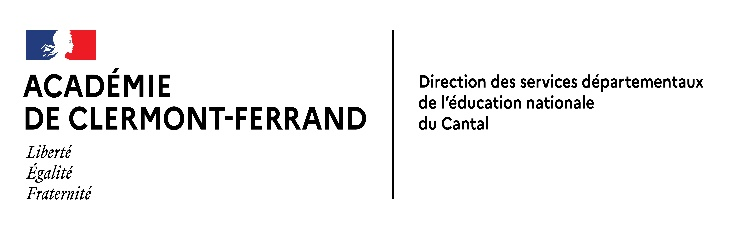 ACADÉMIE
DE CLERMONT-FERRAND
Liberté
Égalité
Fraternité
Direction des services départementaux
de l'éducation nationale
du Cantal